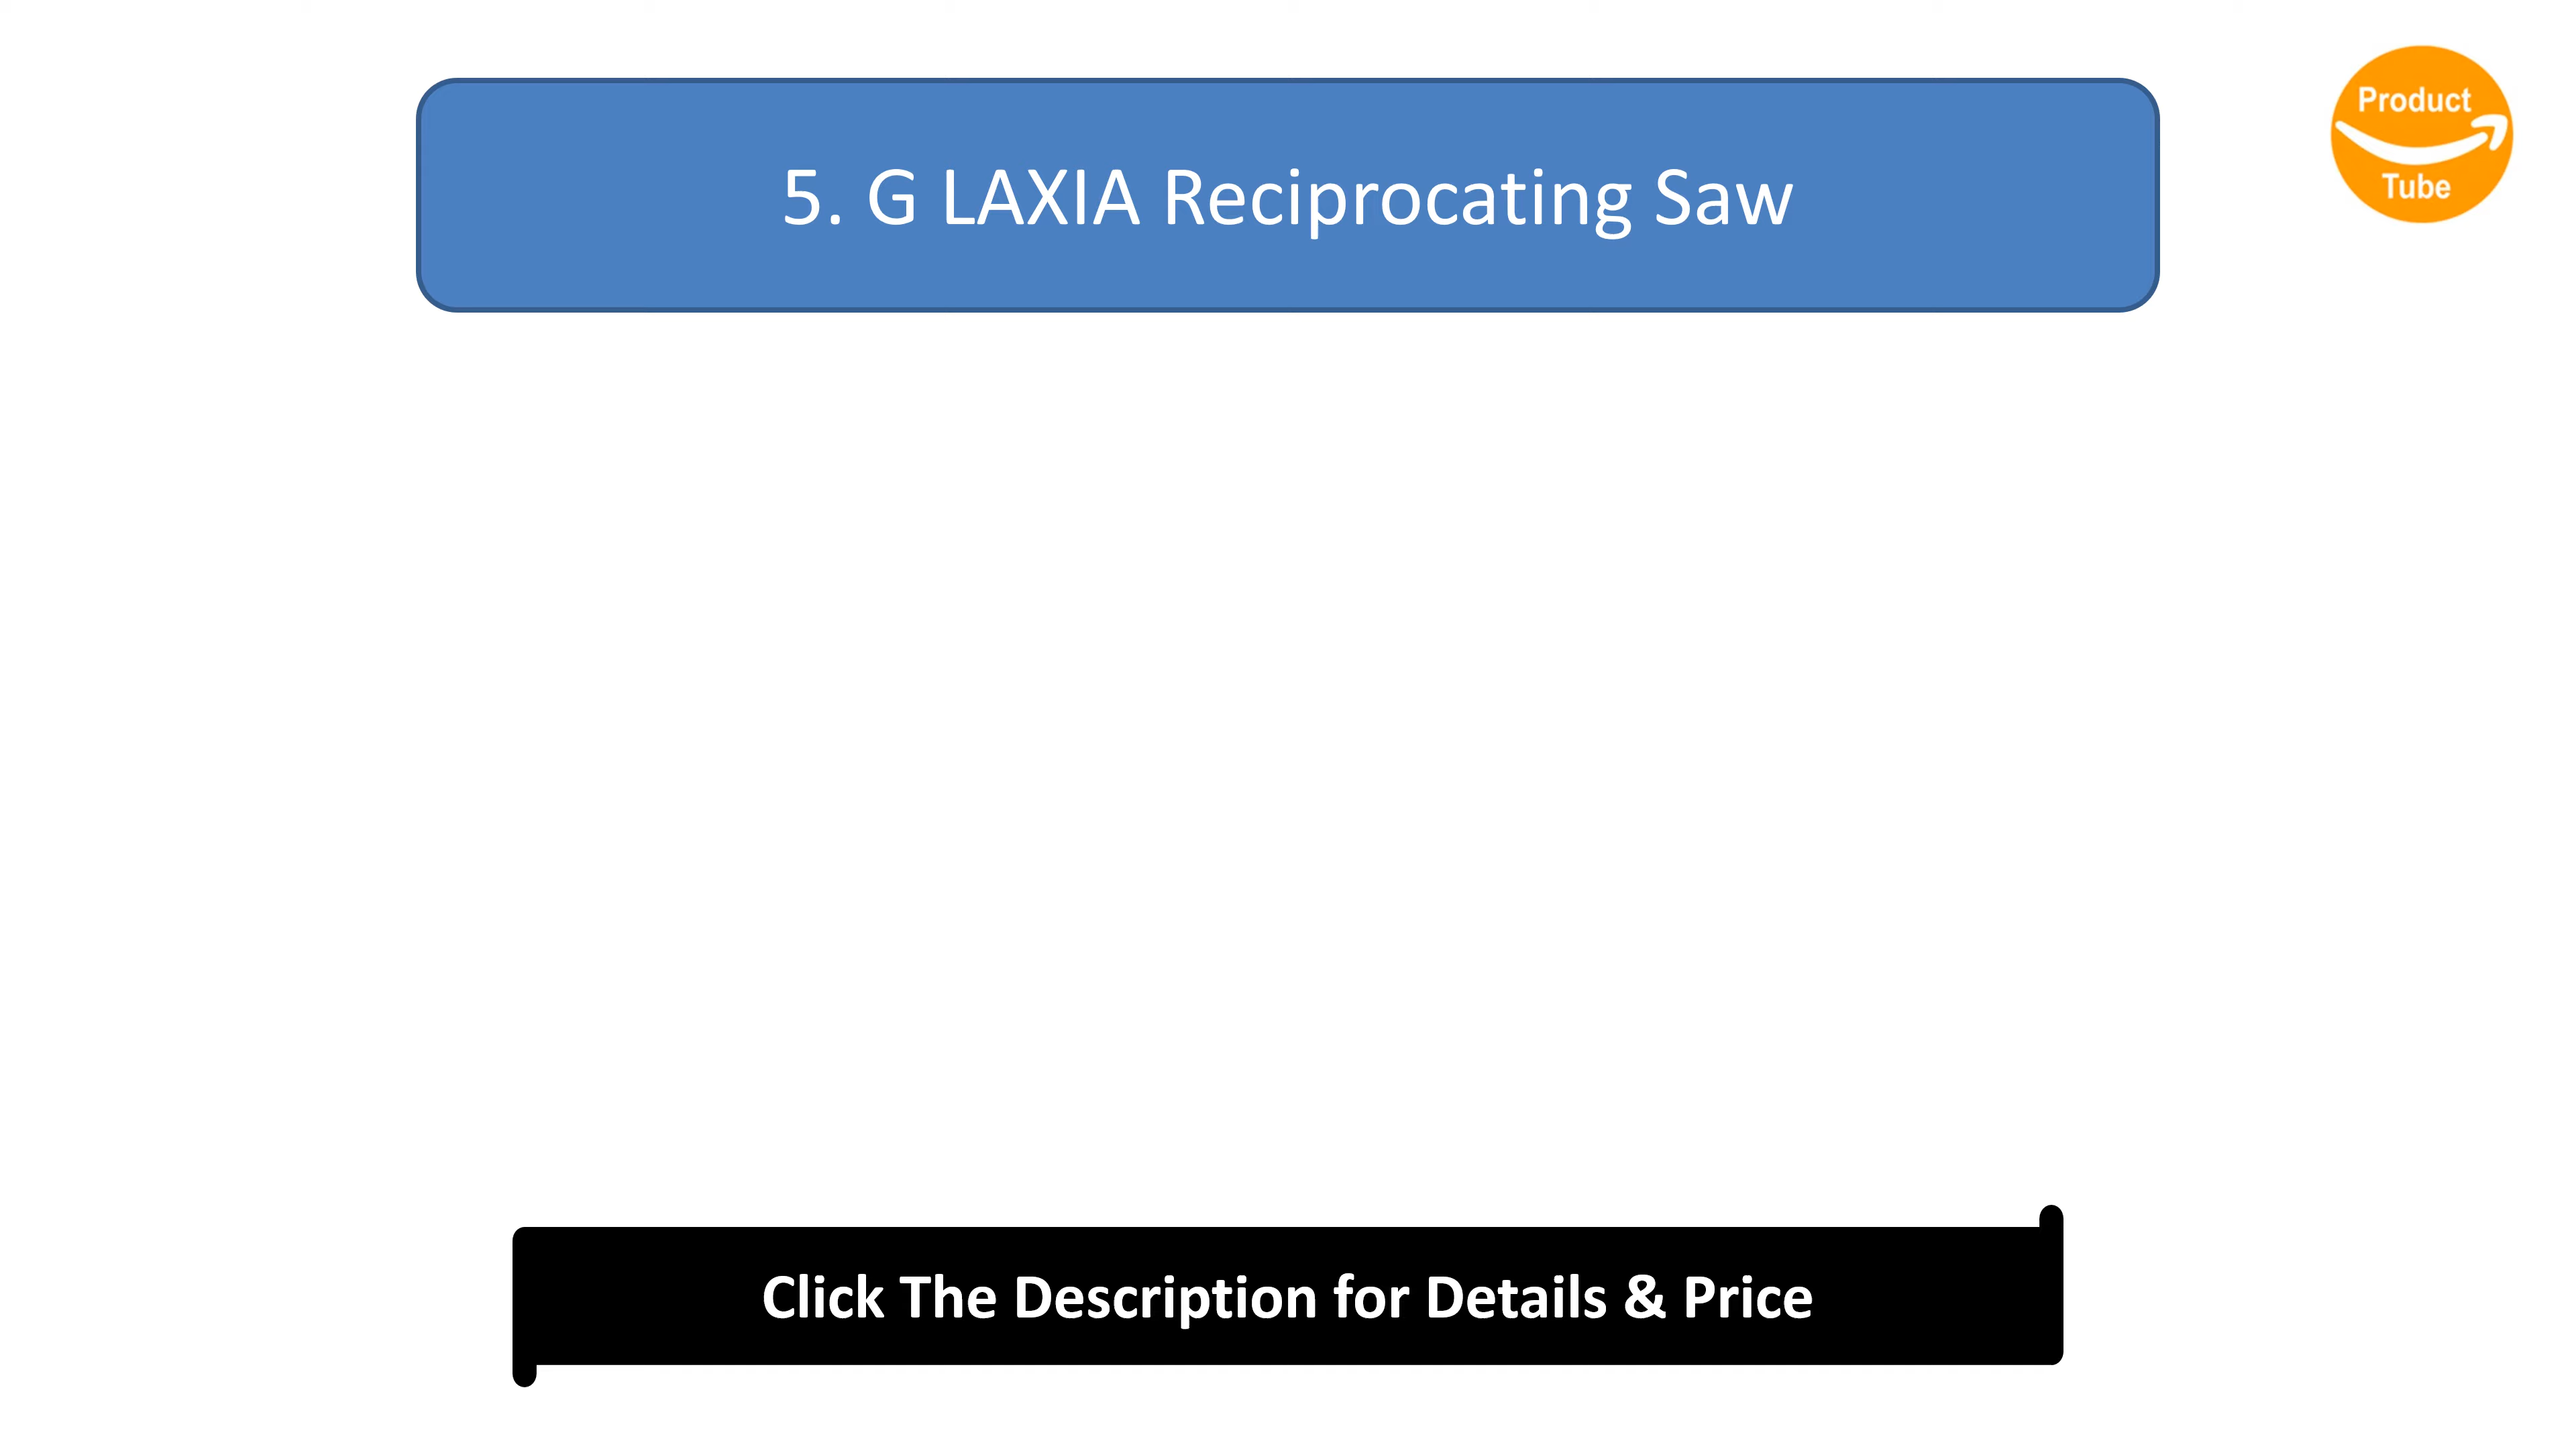 5. G LAXIA Reciprocating Saw
Product
Tube
Click The Description for Details & Price